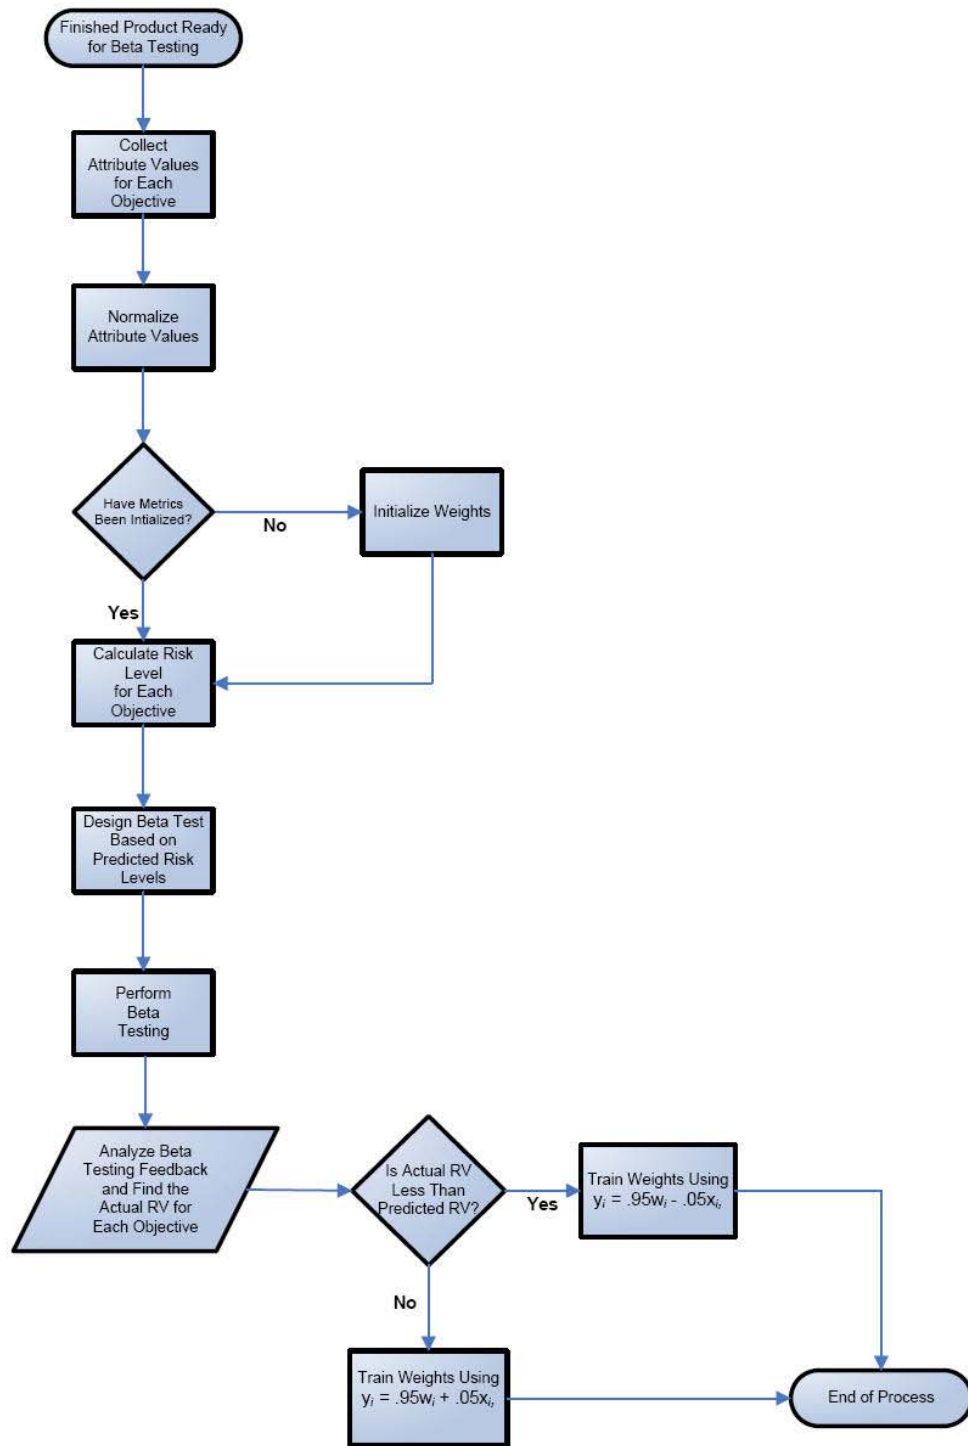 Finished Product Ready
for Beta Testing
Collect
Attribute Values
for Each
Objective
Normalize
Attribute Values
Have Metrics
Been Intialized?
No
Initialize Weights
Yes
Calculate Risk
Level
for Each
Objective
Design Beta Test
Based on
Predicted Risk
Levels
Perform
Beta
Testing
Analyze Beta
Testing Feedback
and Find the
Actual RV for
Each Objective
Is Actual RV
Less Than
Predicted RV?
Yes
Train Weights Using
yᵢ = .95wᵢ - .05xᵢ,
No
Train Weights Using
yᵢ = .95wᵢ + .05xᵢ,
End of Process